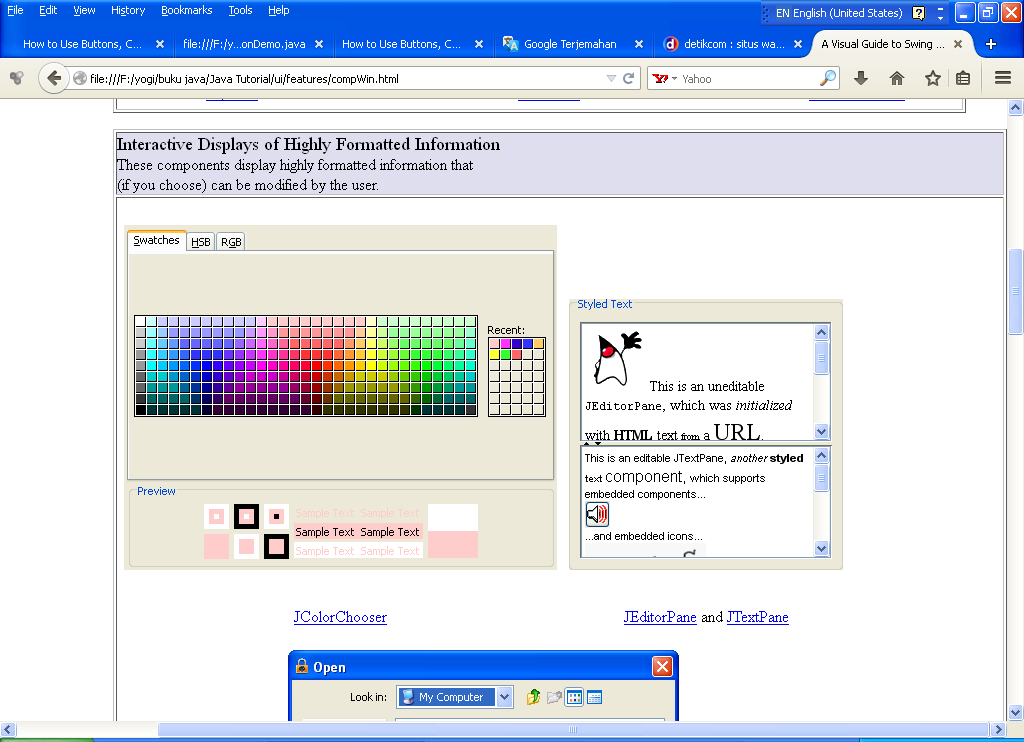 File Edit View History Bookmarks Tools Help
EN English (United States)
How to Use Buttons, C...
file:///F:/y...onDemo.java
How to Use Buttons, C...
Google Terjemahan
detikcom : situs wa...
A Visual Guide to Swing ...
file:///F:/yogi/buku java/Java Tutorial/ui/features/compWin.html
Yahoo
Interactive Displays of Highly Formatted Information
These components display highly formatted information that
(if you choose) can be modified by the user.
Swatches HSB RGB
Recent:
Preview
Sample Text Sample Text
Sample Text Sample Text
Sample Text Sample Text
Styled Text
This is an uneditable
JEditorPane, which was initialized
with HTML text from a URL.
This is an editable JTextPane, another styled
text component, which supports
embedded components...
...and embedded icons...
JColorChooser
JEditorPane and JTextPane
Open
Look in: My Computer